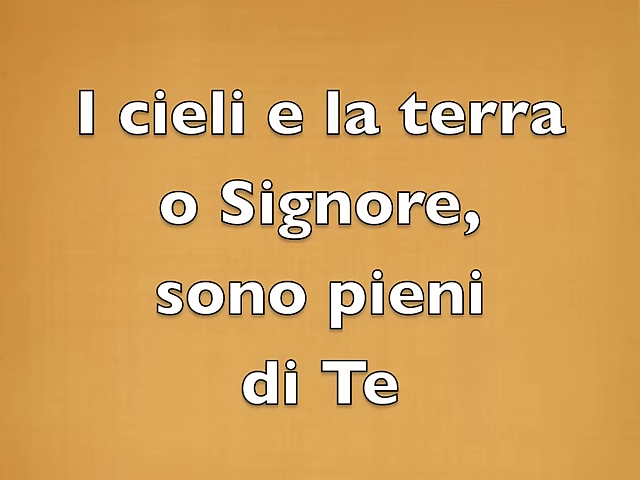 I cieli e la terra
o Signore,
sono pieni
di Te